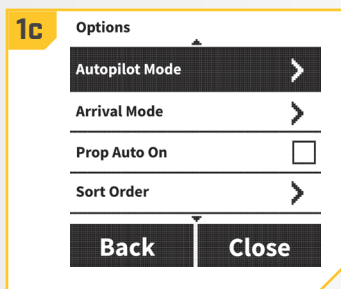 1c
Options
Autopilot Mode
Arrival Mode
Prop Auto On
Sort Order
Back Close